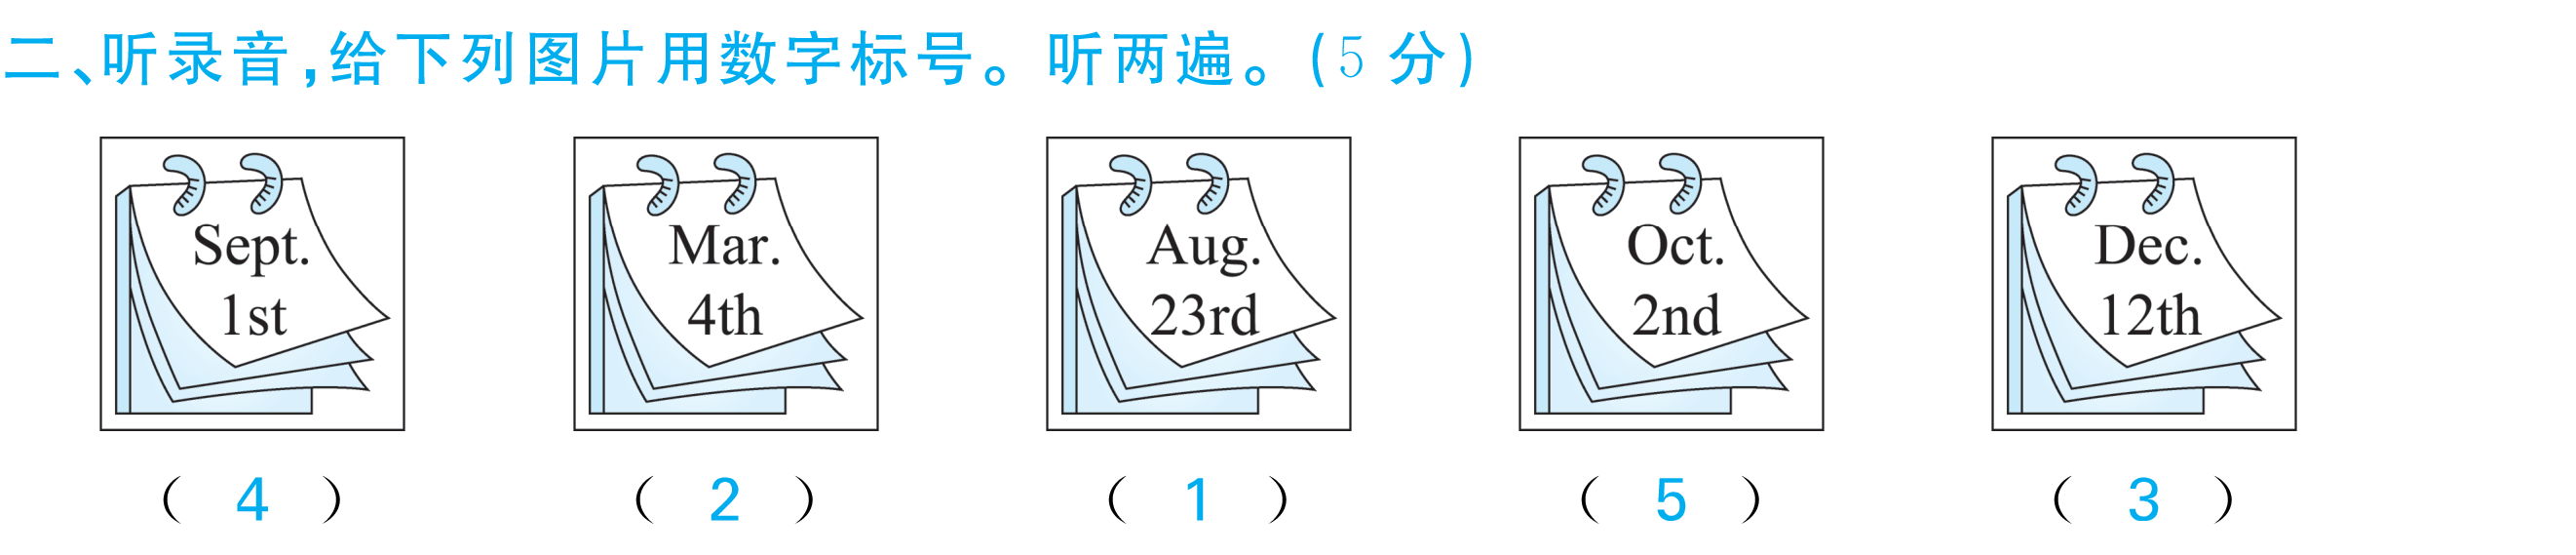 二、听录音,给下列图片用数字标号。听两遍。(5 分)
Sept. Mar. Aug. Oct. Dec.
1st 4th 23rd 2nd 12th
( 4 ) ( 2 ) ( 1 ) ( 5 ) ( 3 )